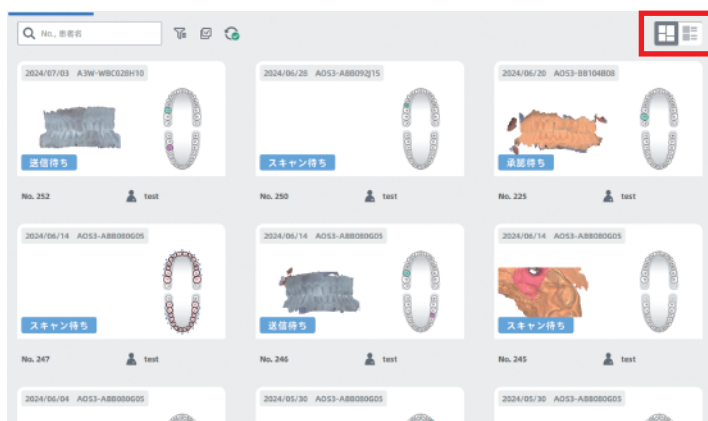 No., 患者名
2024/07/03 A3W-WBC028H10
送信待ち
No. 252 test
2024/06/28 AOS3-ABB092J15
スキャン待ち
No. 250 test
2024/06/20 AOS3-BB104B08
承認待ち
No. 225 test
2024/06/14 AOS3-ABB080G05
スキャン待ち
No. 247 test
2024/06/14 AOS3-ABB080G05
送信待ち
No. 246 test
2024/06/14 AOS3-ABB080G05
スキャン待ち
No. 245 test
2024/06/04 AOS3-ABB080G05
2024/05/30 AOS3-ABB080G05
2024/05/30 AOS3-ABB080G05